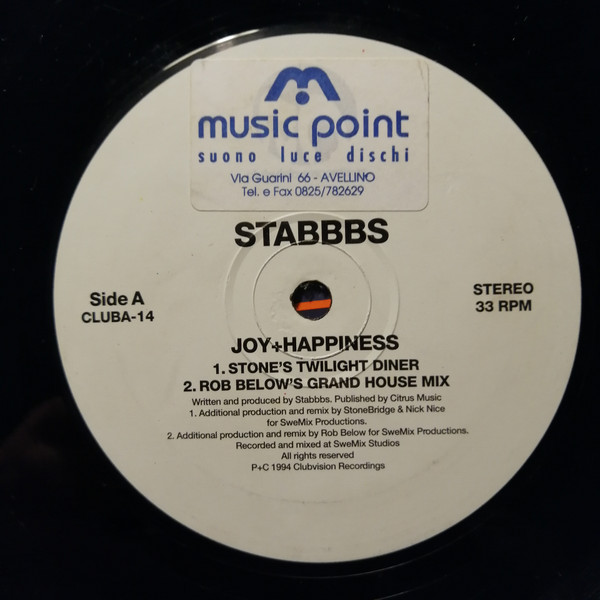 music point
suono luce dischi
Via Guarini 66 - AVELLINO
Tel. e Fax 0825/782629
STABBBS
Side A
CLUBA-14
STEREO
33 RPM
JOY+HAPPINESS
1. STONE'S TWILIGHT DINER
2. ROB BELOW'S GRAND HOUSE MIX
Written and produced by Stabbbs. Published by Citrus Music
1. Additional production and remix by StoneBridge & Nick Nice
for SweMix Productions.
2. Additional production and remix by Rob Below for SweMix Productions.
Recorded and mixed at SweMix Studios
All rights reserved
P+C 1994 Clubvision Recordings